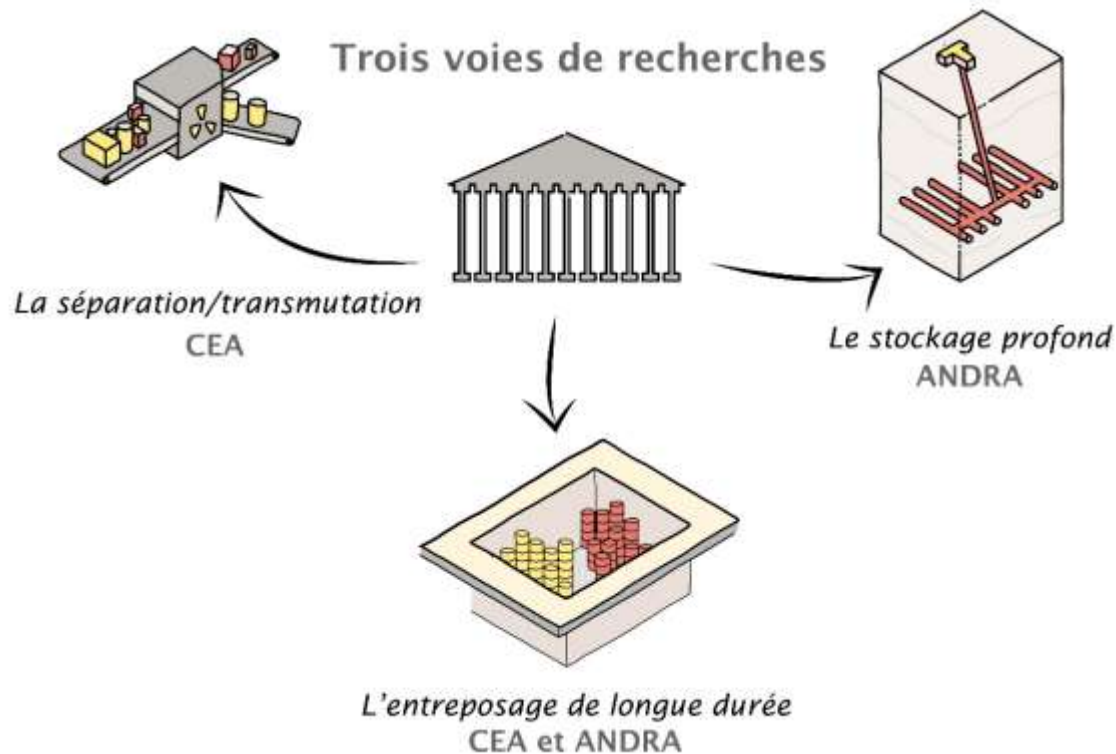 Trois voies de recherches
La séparation/transmutation
CEA
Le stockage profond
ANDRA
L'entreposage de longue durée
CEA et ANDRA